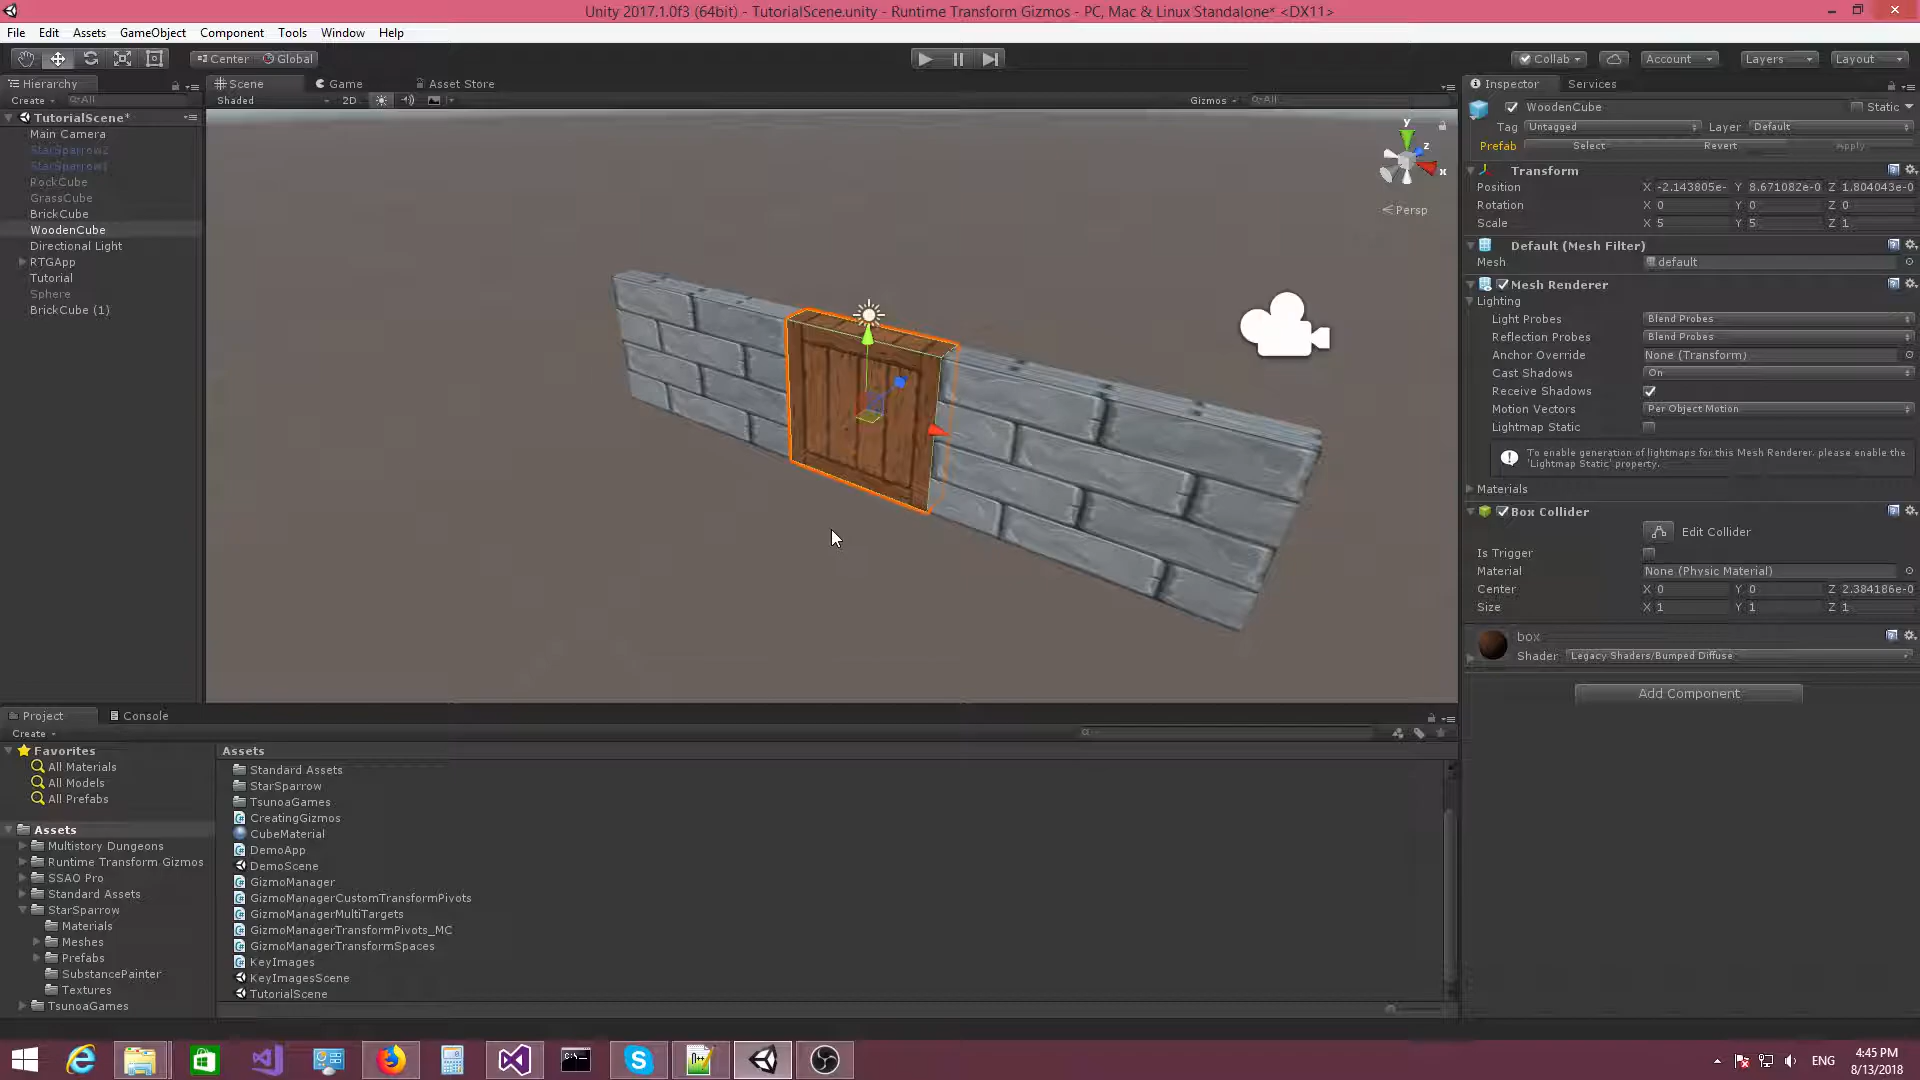 Unity 2017.1.0f3 (64bit) - TutorialScene.unity - Runtime Transform Gizmos - PC, Mac & Linux Standalone* <DX11>
File Edit Assets GameObject Component Tools Window Help
Center Global Collab Account Layers Layout
Hierarchy
Create All
TutorialScene*
Main Camera
StarSparrow2
StarSparrow1
RockCube
GrassCube
BrickCube
WoodenCube
Directional Light
RTGApp
Tutorial
Sphere
BrickCube (1)
Scene Game Asset Store
Shaded 2D Gizmos All
y
z
x
Persp
Inspector Services
WoodenCube Static
Tag Untagged Layer Default
Prefab Select Revert Apply
Transform
Position X -2.143805e- Y 8.671082e-0 Z 1.804043e-0
Rotation X 0 Y 0 Z 0
Scale X 5 Y 5 Z 1
Default (Mesh Filter)
Mesh default
Mesh Renderer
Lighting
Light Probes Blend Probes
Reflection Probes Blend Probes
Anchor Override None (Transform)
Cast Shadows On
Receive Shadows
Motion Vectors Per Object Motion
Lightmap Static
To enable generation of lightmaps for this Mesh Renderer, please enable the
'Lightmap Static' property.
Materials
Box Collider
Edit Collider
Is Trigger
Material None (Physic Material)
Center X 0 Y 0 Z 2.384186e-0
Size X 1 Y 1 Z 1
box
Shader Legacy Shaders/Bumped Diffuse
Add Component
Project Console
Create
Favorites
All Materials
All Models
All Prefabs
Assets
Multistory Dungeons
Runtime Transform Gizmos
SSAO Pro
Standard Assets
StarSparrow
Materials
Meshes
Prefabs
SubstancePainter
Textures
TsunoaGames
Assets
Standard Assets
StarSparrow
TsunoaGames
CreatingGizmos
CubeMaterial
DemoApp
DemoScene
GizmoManager
GizmoManagerCustomTransformPivots
GizmoManagerMultiTargets
GizmoManagerTransformPivots_MC
GizmoManagerTransformSpaces
KeyImages
KeyImagesScene
TutorialScene
ENG
4:45 PM
8/13/2018